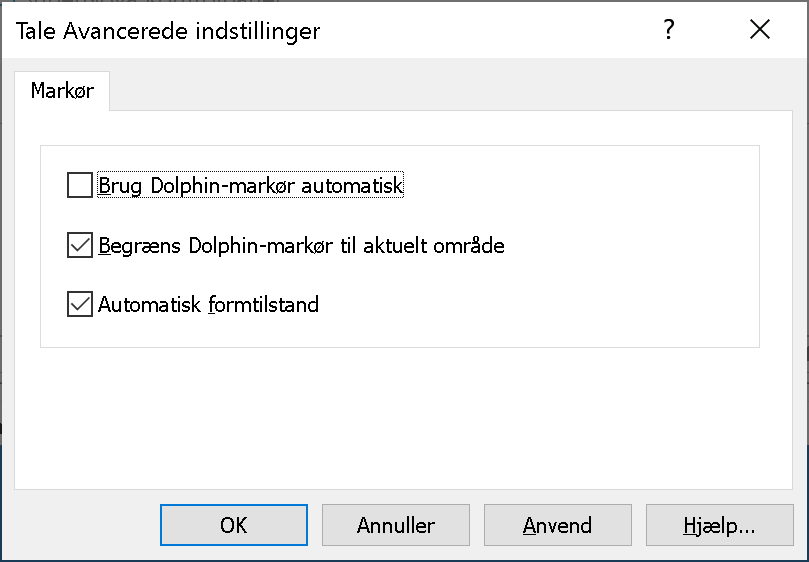 Tale Avancerede indstillinger
?
Markør
Brug Dolphin-markør automatisk
Begræns Dolphin-markør til aktuelt område
Automatisk formtilstand
OK
Annuller
Anvend
Hjælp...